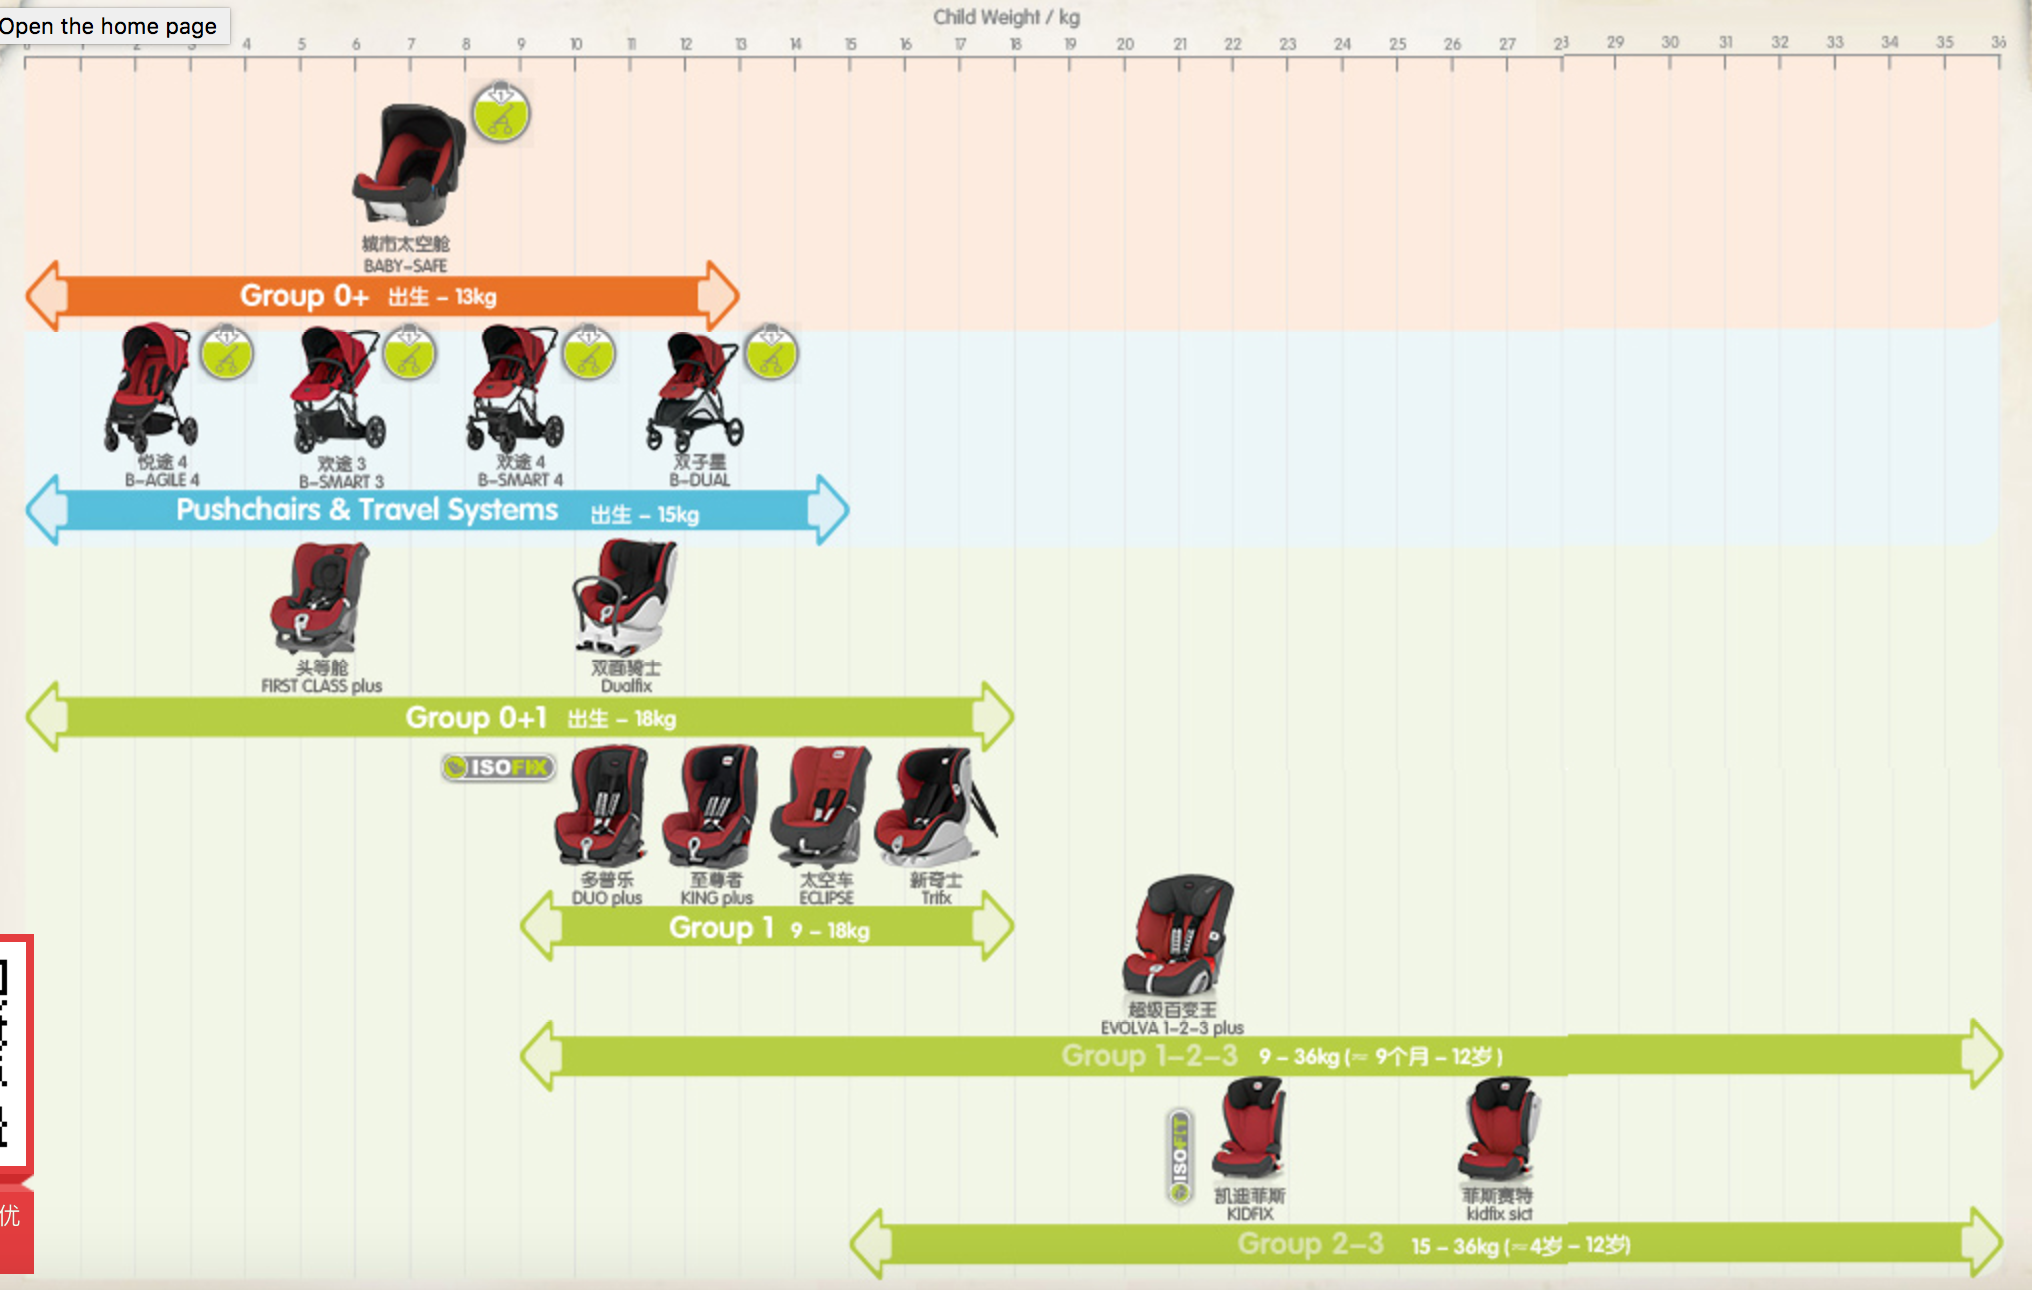 Open the home page
Child Weight / kg
0 1 2 3 4 5 6 7 8 9 10 11 12 13 14 15 16 17 18 19 20 21 22 23 24 25 26 27 23 29 30 31 32 33 34 35 36
城市太空舱
BABY-SAFE
Group 0+ 出生 - 13kg
悦途 4
B-AGILE 4
欢途 3
B-SMART 3
欢途 4
B-SMART 4
双子星
B-DUAL
Pushchairs & Travel Systems 出生 - 15kg
头等舱
FIRST CLASS plus
双面骑士
Dualfix
Group 0+1 出生 - 18kg
ISOFIX
多普乐
DUO plus
至尊者
KING plus
太空车
ECLIPSE
新奇士
Trifx
Group 1 9 - 18kg
超级百变王
EVOLVA 1-2-3 plus
Group 1-2-3 9 - 36kg (≈ 9个月 - 12岁)
ISOFIT
凯迪菲斯
KIDFIX
菲斯赛特
kidfix sict
Group 2-3 15 - 36kg (≈4岁 - 12岁)
优